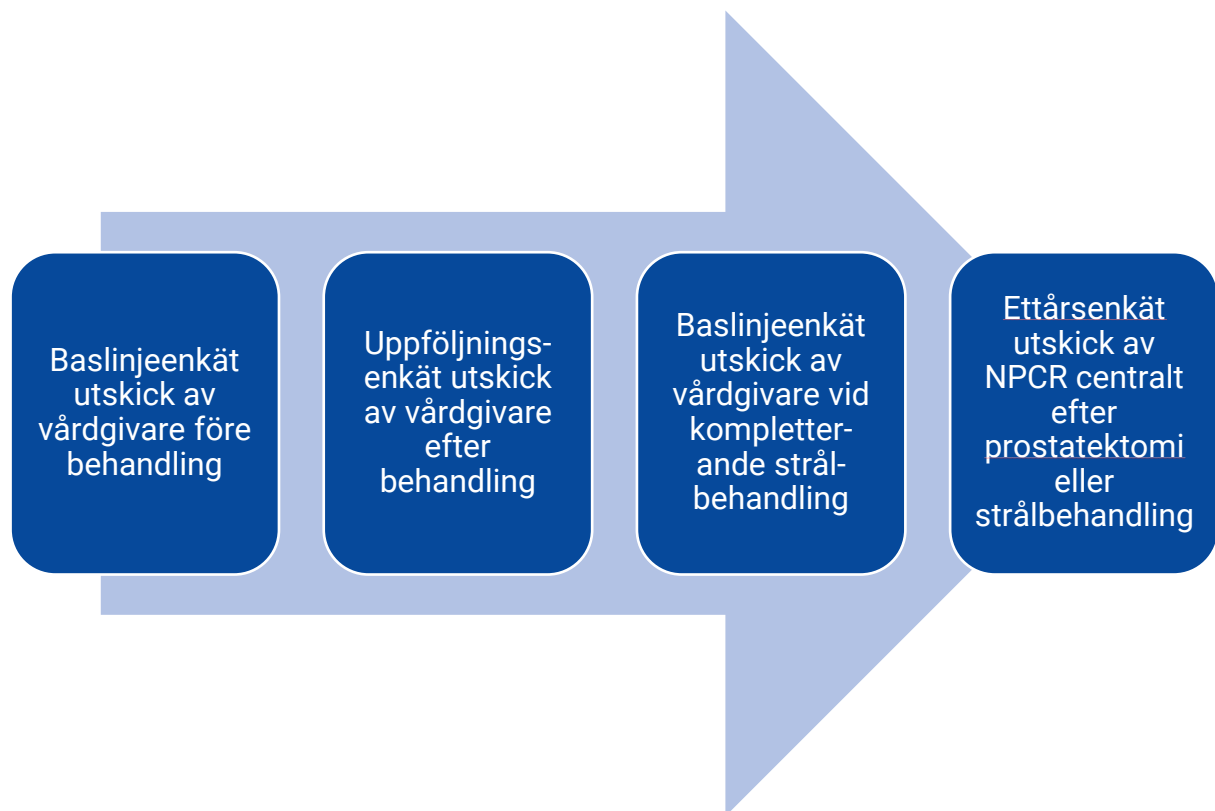 Baslinjeenkät
utskick av
vårdgivare före
behandling
Uppföljnings-
enkät utskick
av vårdgivare
efter
behandling
Baslinjeenkät
utskick av
vårdgivare vid
kompletter-
ande strål-
behandling
Ettårsenkät
utskick av
NPCR centralt
efter
prostatektomi
eller
strålbehandling